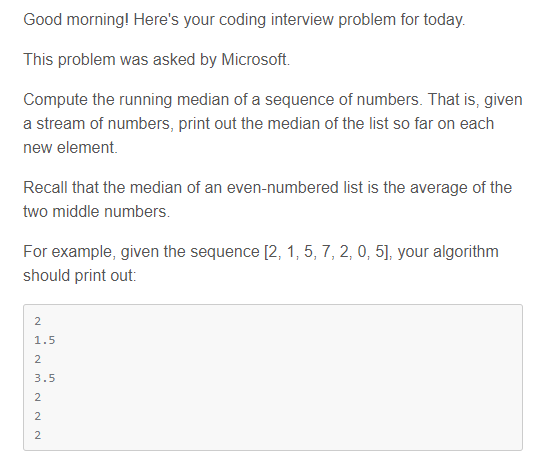 Good morning! Here's your coding interview problem for today.
This problem was asked by Microsoft.
Compute the running median of a sequence of numbers. That is, given
a stream of numbers, print out the median of the list so far on each
new element.
Recall that the median of an even-numbered list is the average of the
two middle numbers.
For example, given the sequence [2, 1, 5, 7, 2, 0, 5], your algorithm
should print out:
2
1.5
2
3.5
2
2
2